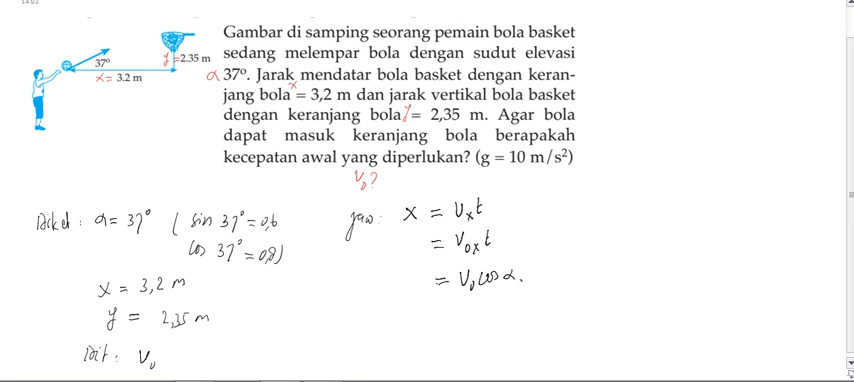 Gambar di samping seorang pemain bola basket
sedang melempar bola dengan sudut elevasi
α 37°. Jarak mendatar bola basket dengan keran-
jang bola x = 3,2 m dan jarak vertikal bola basket
dengan keranjang bola y = 2,35 m. Agar bola
dapat masuk keranjang bola berapakah
kecepatan awal yang diperlukan? (g = 10 m/s²)
V₀?
37°
x = 3.2 m
y = 2.35 m
Diket : α = 37° ( sin 37° = 0,6
cos 37° = 0,8)
x = 3,2 m
y = 2,35 m
Dit : V₀
Jaw : x = Vₓt
= V₀ₓ t
= V₀ cos α.